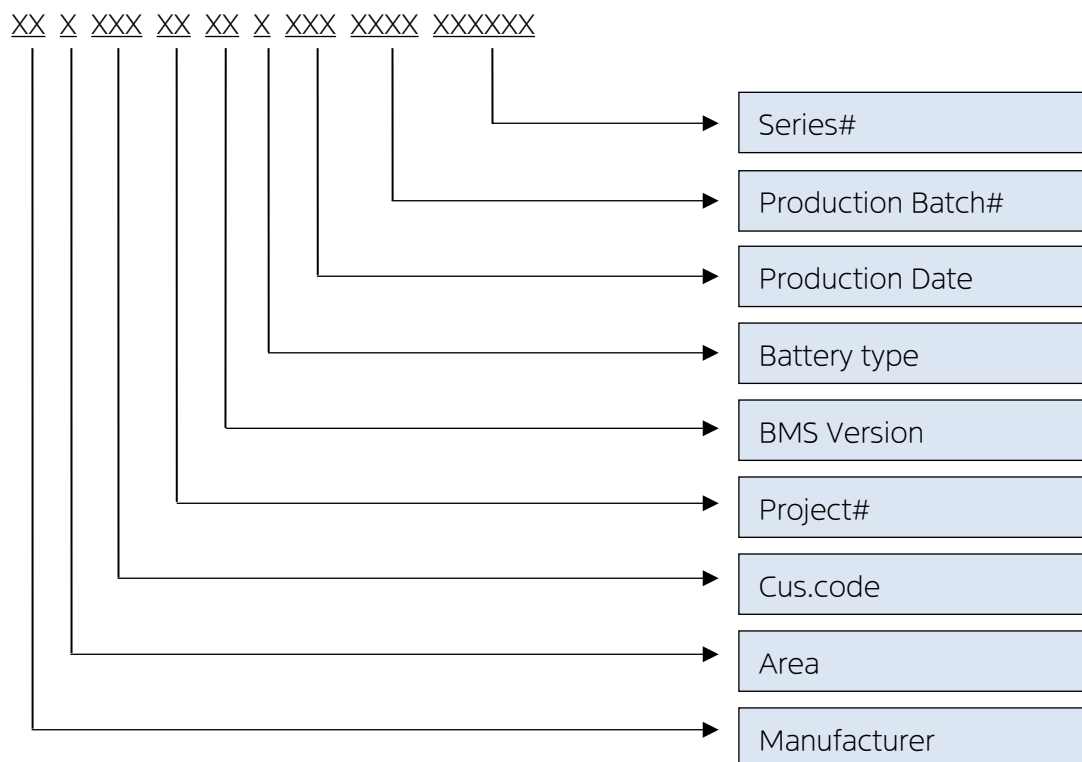 XX X XXX XX XX X XXX XXXX XXXXXX
Series#
Production Batch#
Production Date
Battery type
BMS Version
Project#
Cus.code
Area
Manufacturer